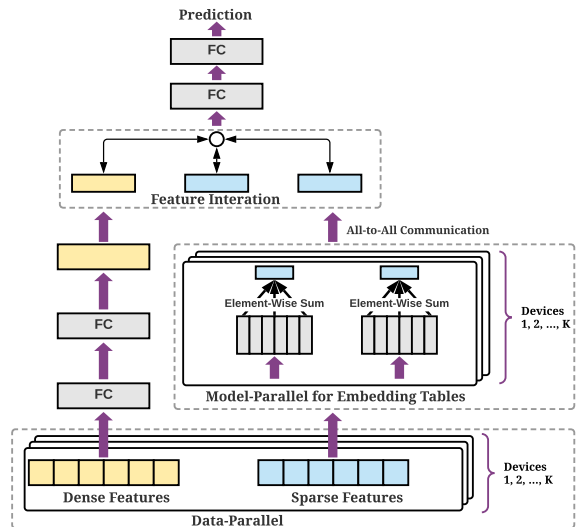 Prediction
FC
FC
Feature Interation
All-to-All Communication
FC
FC
Element-Wise Sum
Element-Wise Sum
Devices
1, 2, ..., K
Model-Parallel for Embedding Tables
Dense Features
Sparse Features
Devices
1, 2, ..., K
Data-Parallel